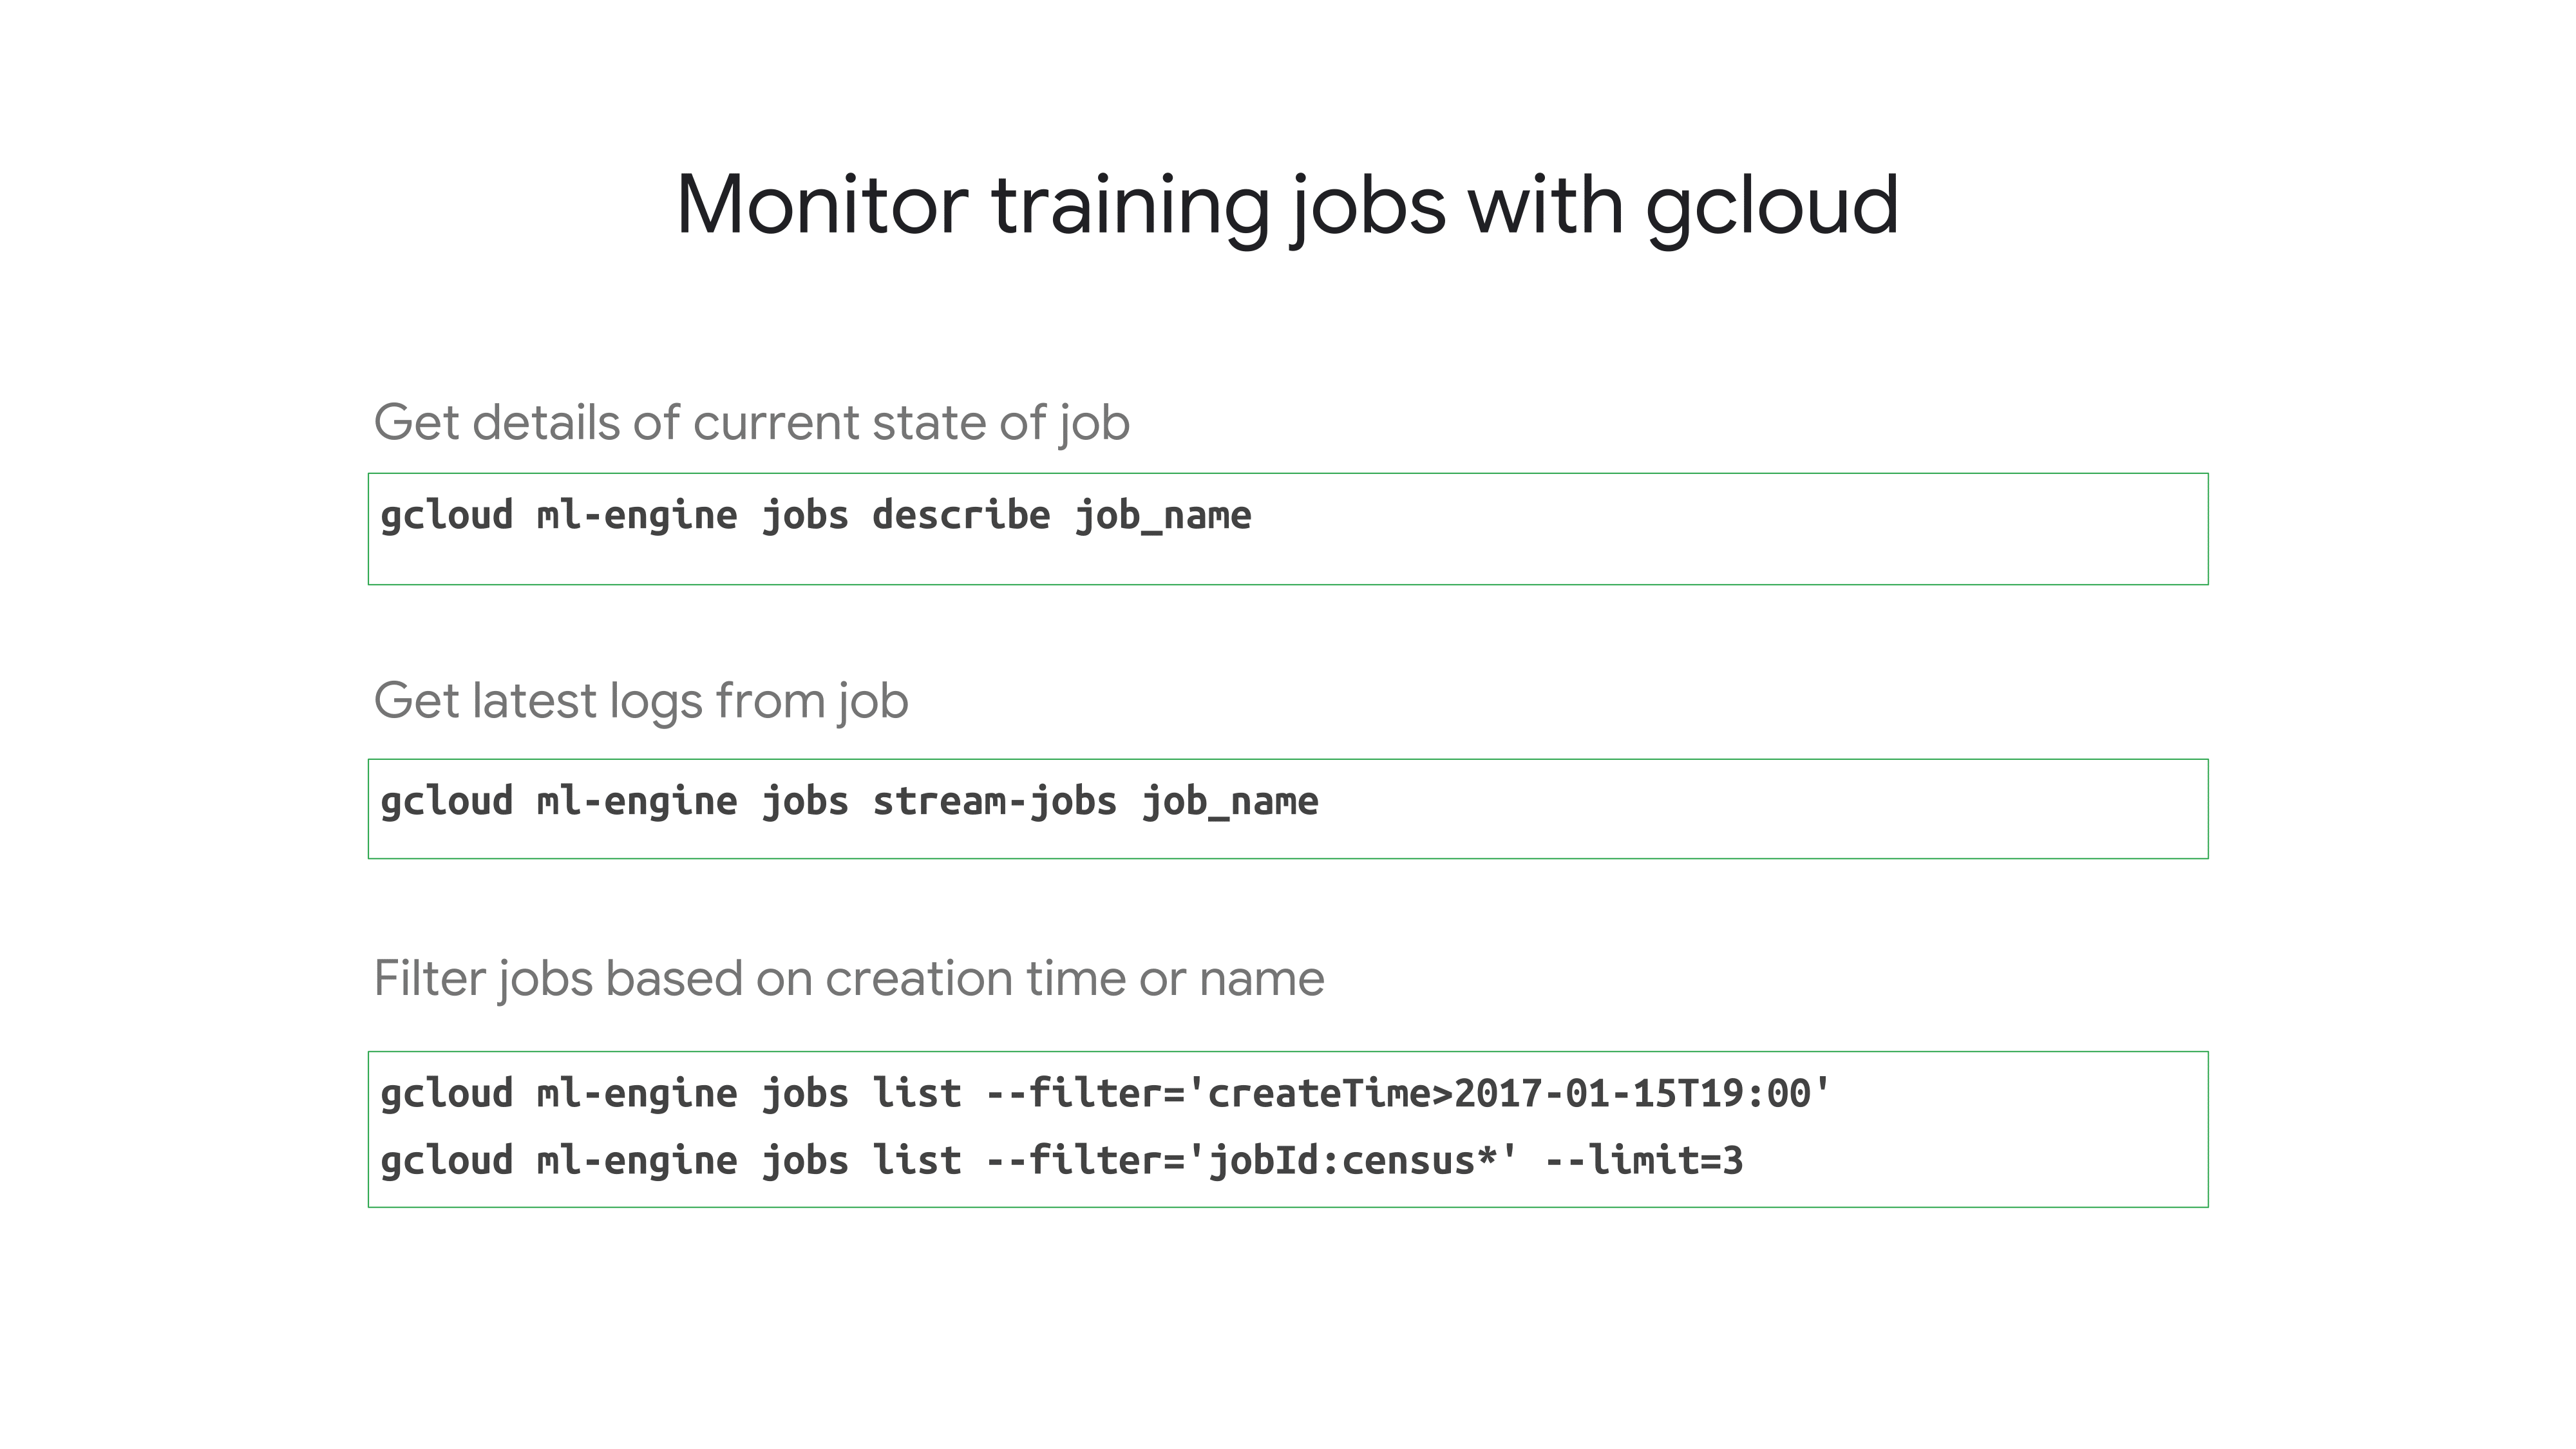 Monitor training jobs with gcloud
Get details of current state of job
gcloud ml-engine jobs describe job_name
Get latest logs from job
gcloud ml-engine jobs stream-jobs job_name
Filter jobs based on creation time or name
gcloud ml-engine jobs list --filter='createTime>2017-01-15T19:00'
gcloud ml-engine jobs list --filter='jobId:census*' --limit=3